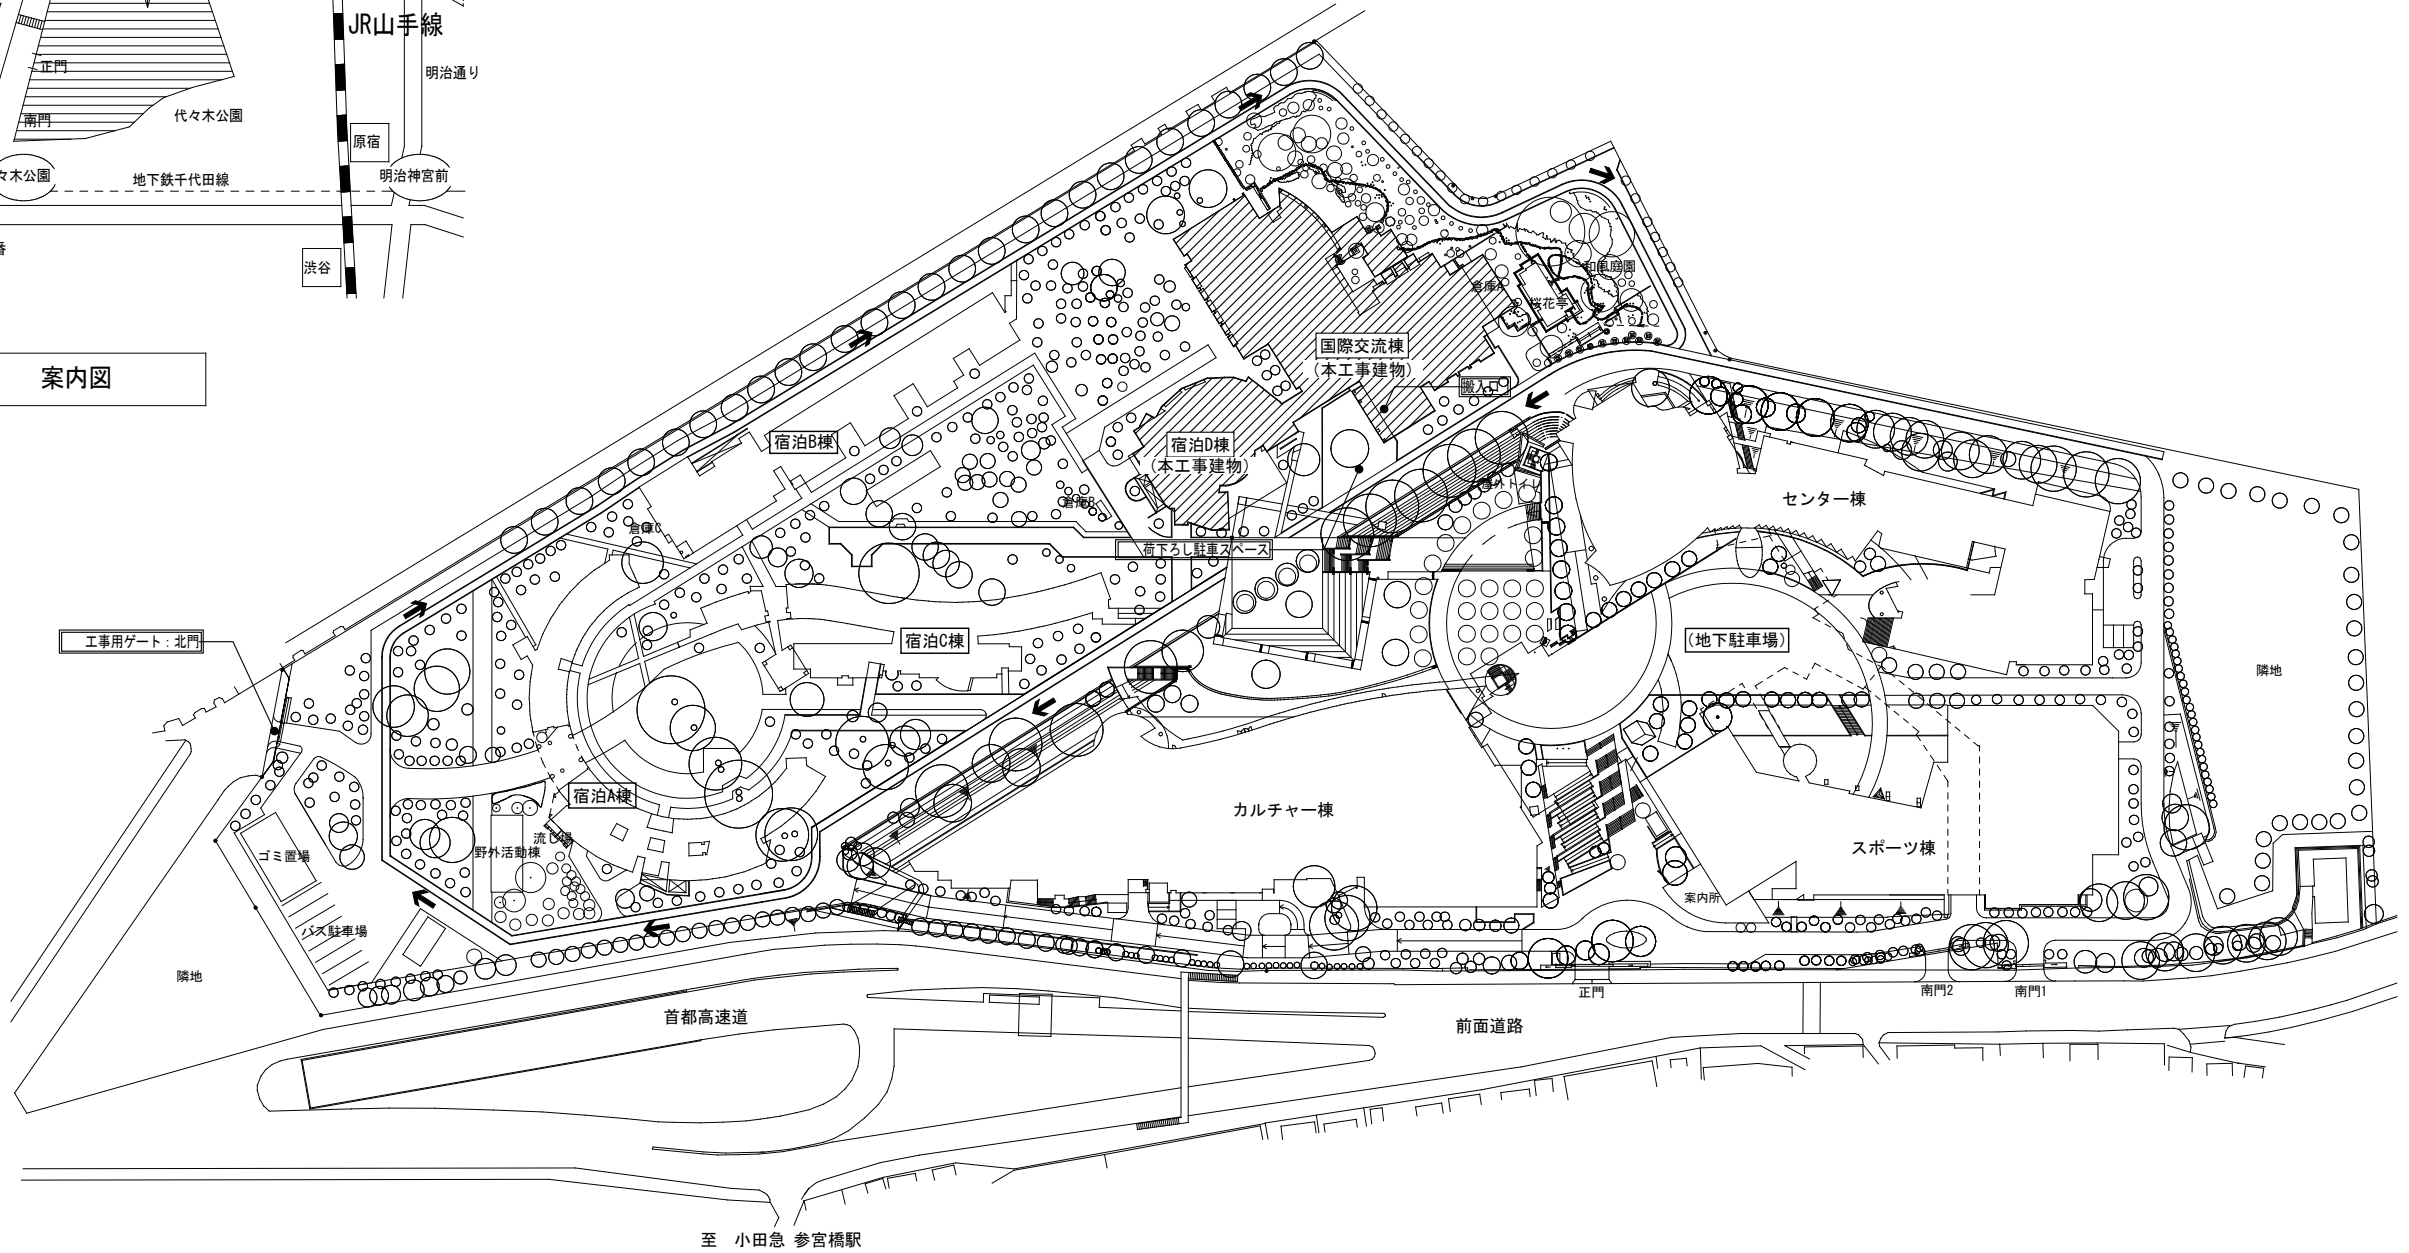 JR山手線
正門
明治通り
南門
代々木公園
原宿
々木公園
地下鉄千代田線
明治神宮前
渋谷
案内図
和風庭園
倉庫A
桜花亭
国際交流棟
(本工事建物)
搬入口
宿泊B棟
宿泊D棟
(本工事建物)
屋外トイレ
センター棟
倉庫B
倉庫C
荷下ろし駐車スペース
工事用ゲート：北門
宿泊C棟
(地下駐車場)
隣地
宿泊A棟
カルチャー棟
流し場
野外活動棟
ゴミ置場
スポーツ棟
案内所
バス駐車場
隣地
正門
南門2
南門1
首都高速道
前面道路
至 小田急 参宮橋駅